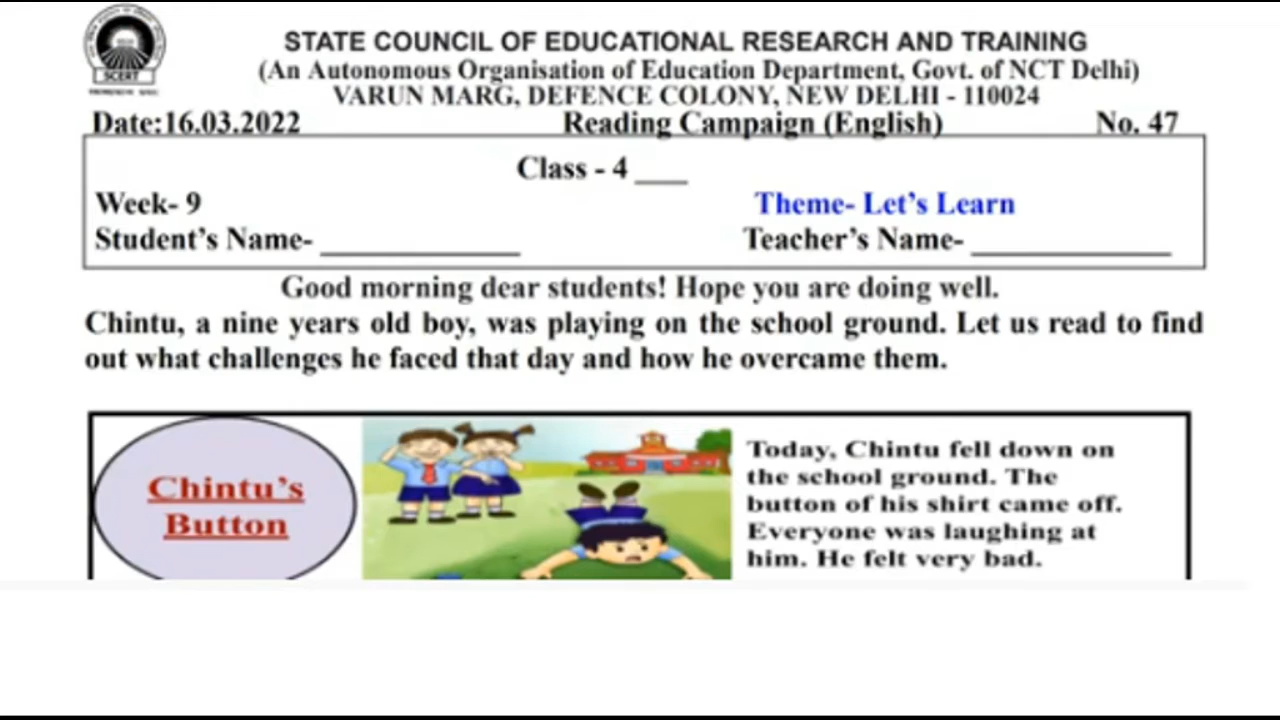 STATE COUNCIL OF EDUCATIONAL RESEARCH AND TRAINING
(An Autonomous Organisation of Education Department, Govt. of NCT Delhi)
VARUN MARG, DEFENCE COLONY, NEW DELHI - 110024
SCERT
Date:16.03.2022 Reading Campaign (English) No. 47
Class - 4 ___
Week- 9 Theme- Let's Learn
Student's Name- _______________ Teacher's Name- _______________
Good morning dear students! Hope you are doing well.
Chintu, a nine years old boy, was playing on the school ground. Let us read to find
out what challenges he faced that day and how he overcame them.
Chintu's
Button
Today, Chintu fell down on
the school ground. The
button of his shirt came off.
Everyone was laughing at
him. He felt very bad.